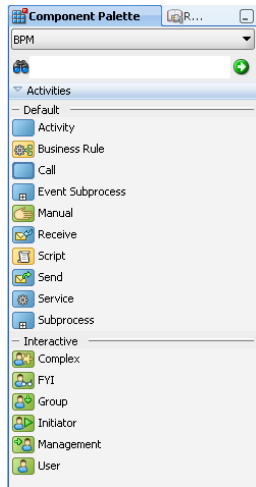 Component Palette R...
BPM
Activities
Default
Activity
Business Rule
Call
Event Subprocess
Manual
Receive
Script
Send
Service
Subprocess
Interactive
Complex
FYI
Group
Initiator
Management
User